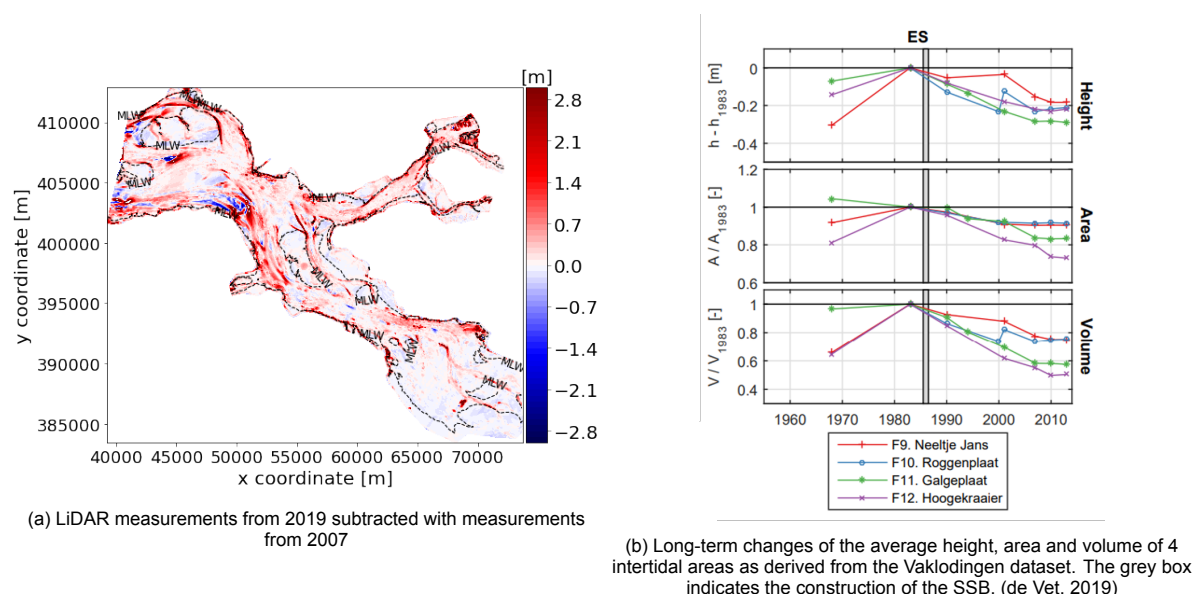 [m]
2.8
2.1
1.4
0.7
0.0
−0.7
−1.4
−2.1
−2.8
410000
405000
400000
395000
390000
385000
y coordinate [m]
MLW
MLW
MLW
MLW
MLW
MLW
MLW
MLW
MLW
MLW
MLW
MLW
MLW
40000 45000 50000 55000 60000 65000 70000
x coordinate [m]
(a) LiDAR measurements from 2019 subtracted with measurements
from 2007
ES
h - h1983 [m]
0
-0.2
-0.4
Height
A / A1983 [-]
1.2
1
0.8
0.6
Area
V / V1983 [-]
1
0.8
0.6
0.4
Volume
1960 1970 1980 1990 2000 2010
F9. Neeltje Jans
F10. Roggenplaat
F11. Galgeplaat
F12. Hoogekraaier
(b) Long-term changes of the average height, area and volume of 4
intertidal areas as derived from the Vaklodingen dataset. The grey box
indicates the construction of the SSB. (de Vet, 2019)